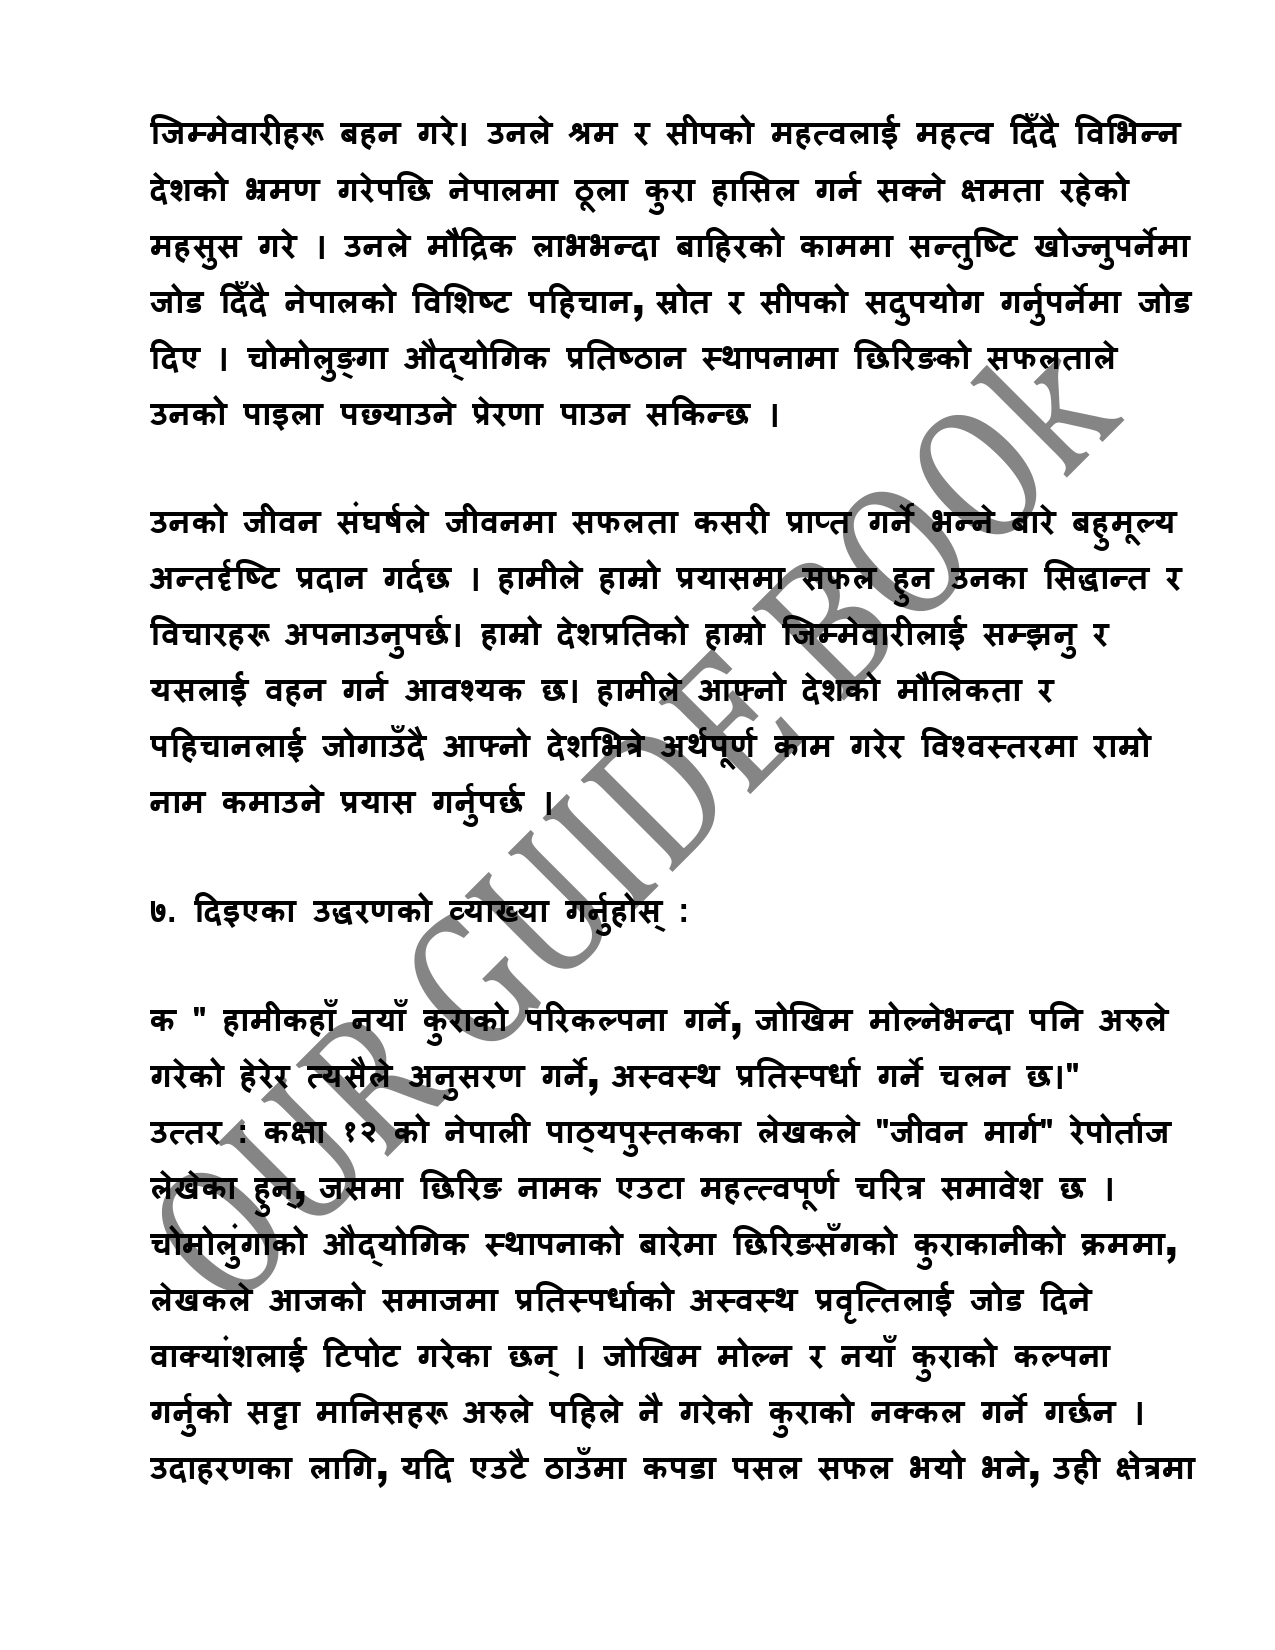 जिम्मेवारीहरू बहन गरे। उनले श्रम र सीपको महत्वलाई महत्व दिँदै विभिन्न
देशको भ्रमण गरेपछि नेपालमा ठूला कुरा हासिल गर्न सक्ने क्षमता रहेको
महसुस गरे । उनले मौद्रिक लाभभन्दा बाहिरको काममा सन्तुष्टि खोज्नुपर्नेमा
जोड दिँदै नेपालको विशिष्ट पहिचान, स्रोत र सीपको सदुपयोग गर्नुपर्नेमा जोड
दिए । चोमोलुङ्गा औद्योगिक प्रतिष्ठान स्थापनामा छिरिङको सफलताले
उनको पाइला पछ्याउने प्रेरणा पाउन सकिन्छ ।
उनको जीवन संघर्षले जीवनमा सफलता कसरी प्राप्त गर्ने भन्ने बारे बहुमूल्य
अन्तर्दृष्टि प्रदान गर्दछ । हामीले हाम्रो प्रयासमा सफल हुन उनका सिद्धान्त र
विचारहरू अपनाउनुपर्छ। हाम्रो देशप्रतिको हाम्रो जिम्मेवारीलाई सम्झनु र
यसलाई वहन गर्न आवश्यक छ। हामीले आफ्नो देशको मौलिकता र
पहिचानलाई जोगाउँदै आफ्नो देशभित्रे अर्थपूर्ण काम गरेर विश्वस्तरमा राम्रो
नाम कमाउने प्रयास गर्नुपर्छ ।
७. दिइएका उद्धरणको व्याख्या गर्नुहोस् :
क " हामीकहाँ नयाँ कुराको परिकल्पना गर्ने, जोखिम मोल्नेभन्दा पनि अरुले
गरेको हेरेर त्यसैले अनुसरण गर्ने, अस्वस्थ प्रतिस्पर्धा गर्ने चलन छ।"
उत्तर : कक्षा १२ को नेपाली पाठ्यपुस्तकका लेखकले "जीवन मार्ग" रेपोर्ताज
लेखेका हुन्, जसमा छिरिङ नामक एउटा महत्त्वपूर्ण चरित्र समावेश छ ।
चोमोलुंगाको औद्योगिक स्थापनाको बारेमा छिरिङसँगको कुराकानीको क्रममा,
लेखकले आजको समाजमा प्रतिस्पर्धाको अस्वस्थ प्रवृत्तिलाई जोड दिने
वाक्यांशलाई टिपोट गरेका छन् । जोखिम मोल्न र नयाँ कुराको कल्पना
गर्नुको सट्टा मानिसहरू अरुले पहिले नै गरेको कुराको नक्कल गर्ने गर्छन ।
उदाहरणका लागि, यदि एउटै ठाउँमा कपडा पसल सफल भयो भने, उही क्षेत्रमा
OUR GUIDE BOOk